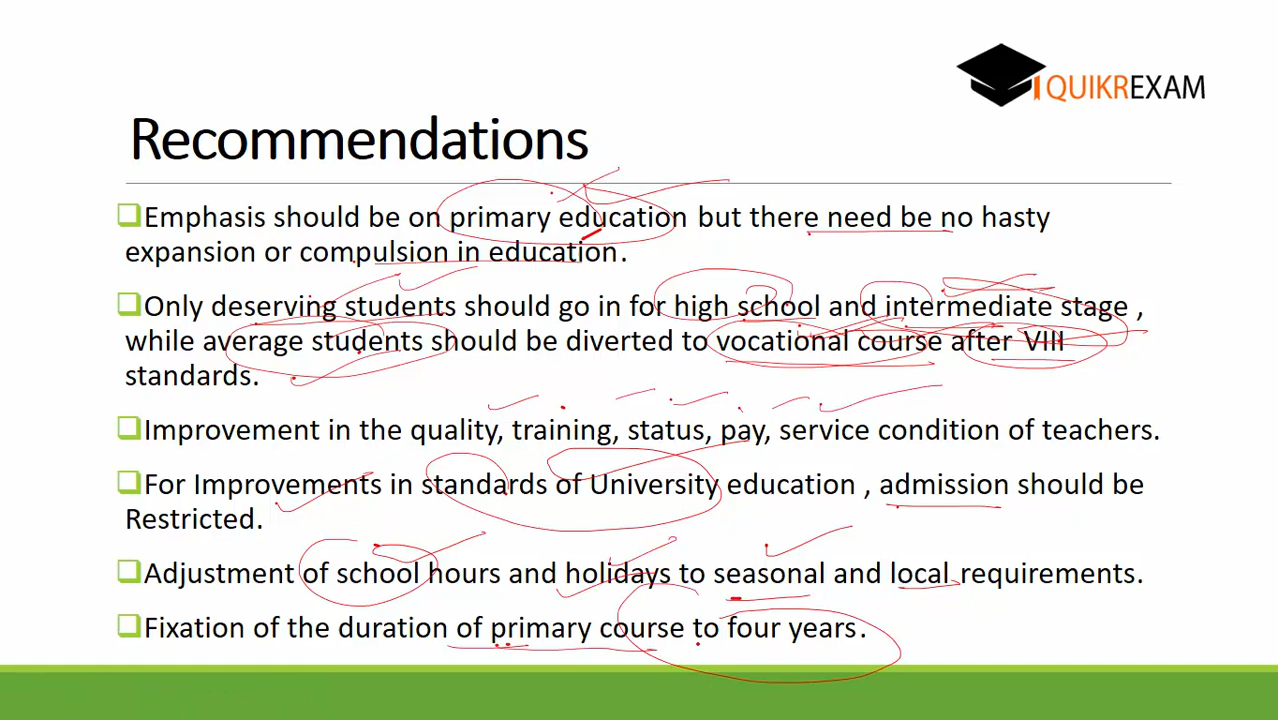 QUIKREXAM
Recommendations
Emphasis should be on primary education but there need be no hasty
expansion or compulsion in education.
Only deserving students should go in for high school and intermediate stage ,
while average students should be diverted to vocational course after VIII
standards.
Improvement in the quality, training, status, pay, service condition of teachers.
For Improvements in standards of University education , admission should be
Restricted.
Adjustment of school hours and holidays to seasonal and local requirements.
Fixation of the duration of primary course to four years.